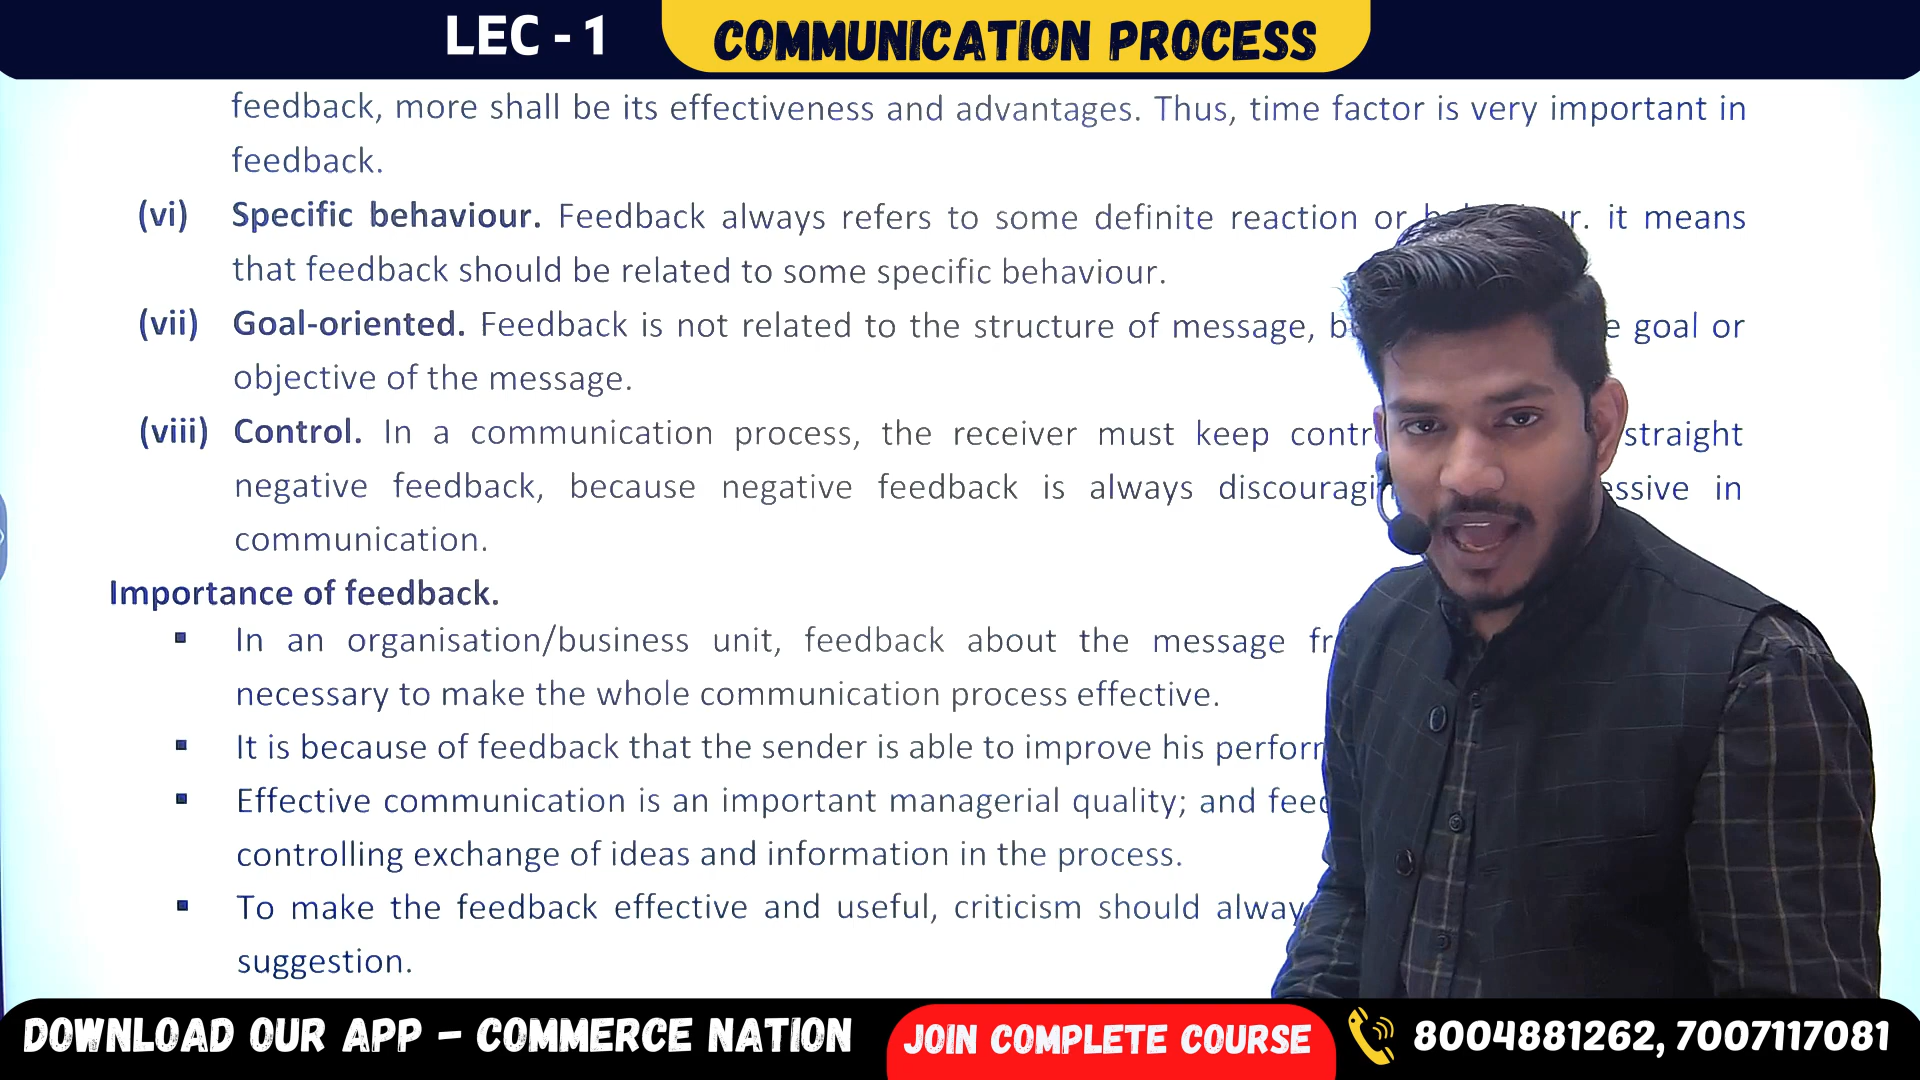 LEC - 1
COMMUNICATION PROCESS
feedback, more shall be its effectiveness and advantages. Thus, time factor is very important in
feedback.
(vi) Specific behaviour. Feedback always refers to some definite reaction or it means
that feedback should be related to some specific behaviour.
(vii) Goal-oriented. Feedback is not related to the structure of message, goal or
objective of the message.
(viii) Control. In a communication process, the receiver must keep straight
negative feedback, because negative feedback is always in
communication.
Importance of feedback.
▪ In an organisation/business unit, feedback about the message
necessary to make the whole communication process effective.
▪ It is because of feedback that the sender is able to improve his
▪ Effective communication is an important managerial quality; and
controlling exchange of ideas and information in the process.
▪ To make the feedback effective and useful, criticism should
suggestion.
DOWNLOAD OUR APP - COMMERCE NATION
JOIN COMPLETE COURSE
8004881262, 7007117081